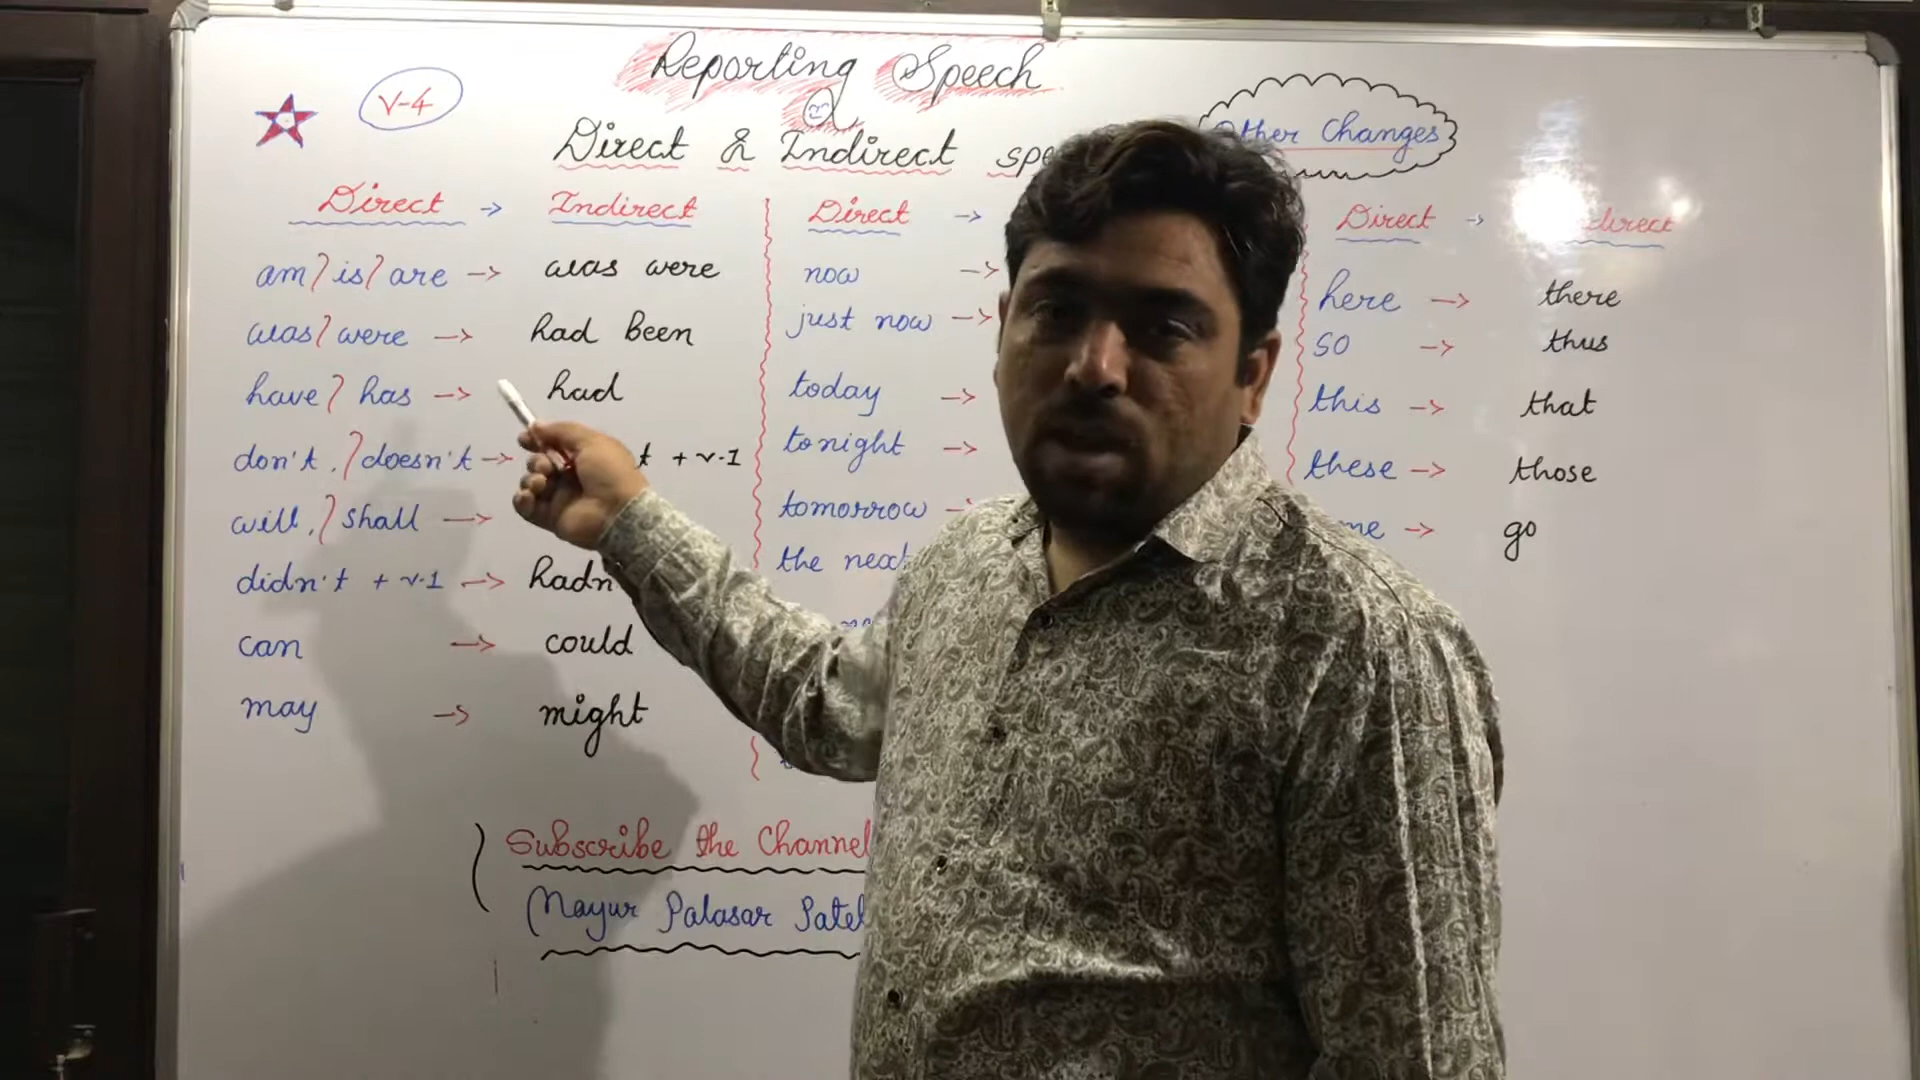 Reporting Speech
V-4
or
Direct & Indirect
Other Changes
Direct → Indirect
am / is / are → was were
was / were → had been
have / has → had
don't, / doesn't → t + v-1
will, / shall →
didn't + v-1 → hadn
can → could
may → might
Direct →
now →
just now →
today →
tonight →
tomorrow →
the next
Direct → direct
here → there
so → thus
this → that
these → those
me → go
Subscribe the Channel
Mayur Palasar Patel